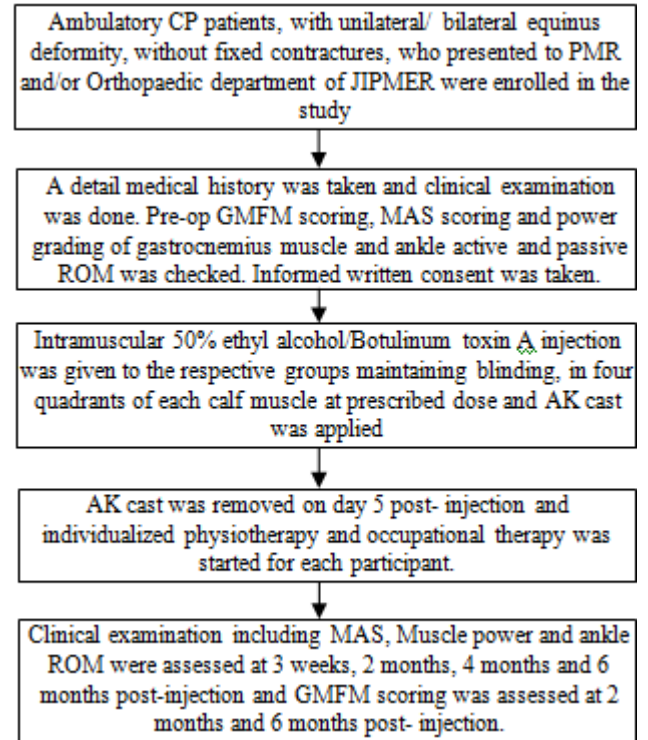 Ambulatory CP patients, with unilateral/ bilateral equinus
deformity, without fixed contractures, who presented to PMR
and/or Orthopaedic department of JIPMER were enrolled in the
study
A detail medical history was taken and clinical examination
was done. Pre-op GMFM scoring, MAS scoring and power
grading of gastrocnemius muscle and ankle active and passive
ROM was checked. Informed written consent was taken.
Intramuscular 50% ethyl alcohol/Botulinum toxin A injection
was given to the respective groups maintaining blinding, in four
quadrants of each calf muscle at prescribed dose and AK cast
was applied
AK cast was removed on day 5 post- injection and
individualized physiotherapy and occupational therapy was
started for each participant.
Clinical examination including MAS, Muscle power and ankle
ROM were assessed at 3 weeks, 2 months, 4 months and 6
months post-injection and GMFM scoring was assessed at 2
months and 6 months post- injection.